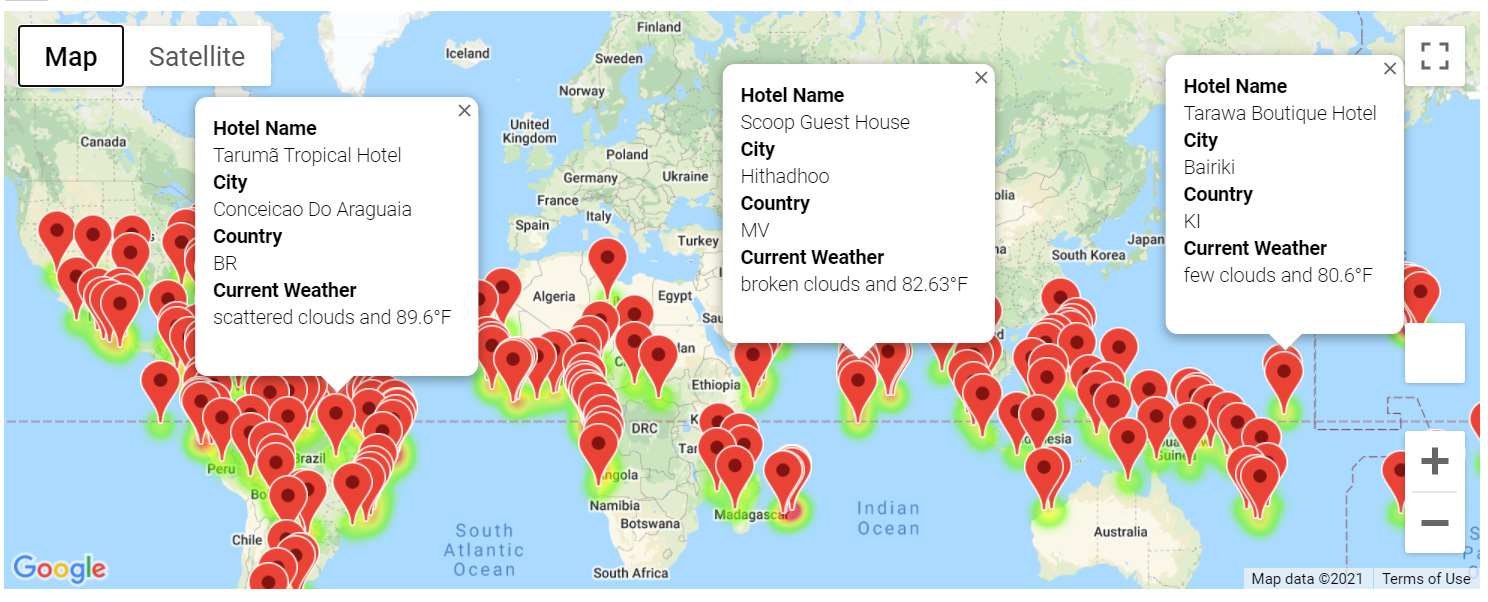 Map
Satellite
Hotel Name
Tarumã Tropical Hotel
City
Conceicao Do Araguaia
Country
BR
Current Weather
scattered clouds and 89.6°F
Hotel Name
Scoop Guest House
City
Hithadhoo
Country
MV
Current Weather
broken clouds and 82.63°F
Hotel Name
Tarawa Boutique Hotel
City
Bairiki
Country
KI
Current Weather
few clouds and 80.6°F
Finland
Iceland
Sweden
Norway
Canada
United
Kingdom
Poland
Germany
Ukraine
France
Italy
Spain
Turkey
Japan
South Korea
Algeria
Egypt
Ethiopia
DRC
Brazil
Peru
Angola
Namibia
Botswana
Madagascar
Indian
Ocean
Australia
Chile
South
Atlantic
Ocean
South Africa
Google
Map data ©2021
Terms of Use